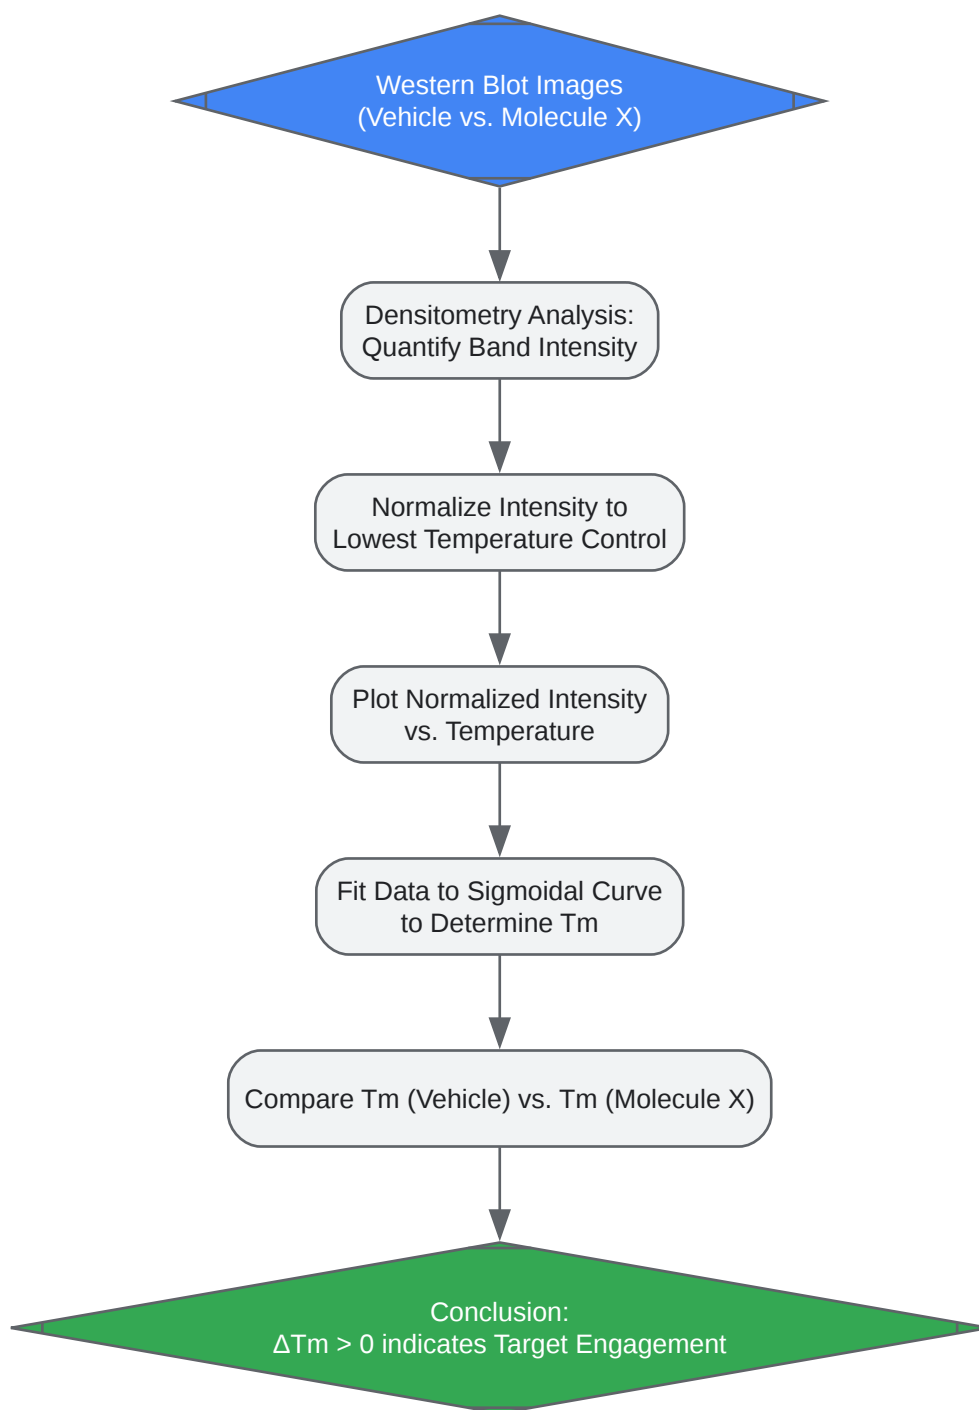 Western Blot Images
(Vehicle vs. Molecule X)
Densitometry Analysis:
Quantify Band Intensity
Normalize Intensity to
Lowest Temperature Control
Plot Normalized Intensity
vs. Temperature
Fit Data to Sigmoidal Curve
to Determine Tm
Compare Tm (Vehicle) vs. Tm (Molecule X)
Conclusion:
ΔTm > 0 indicates Target Engagement